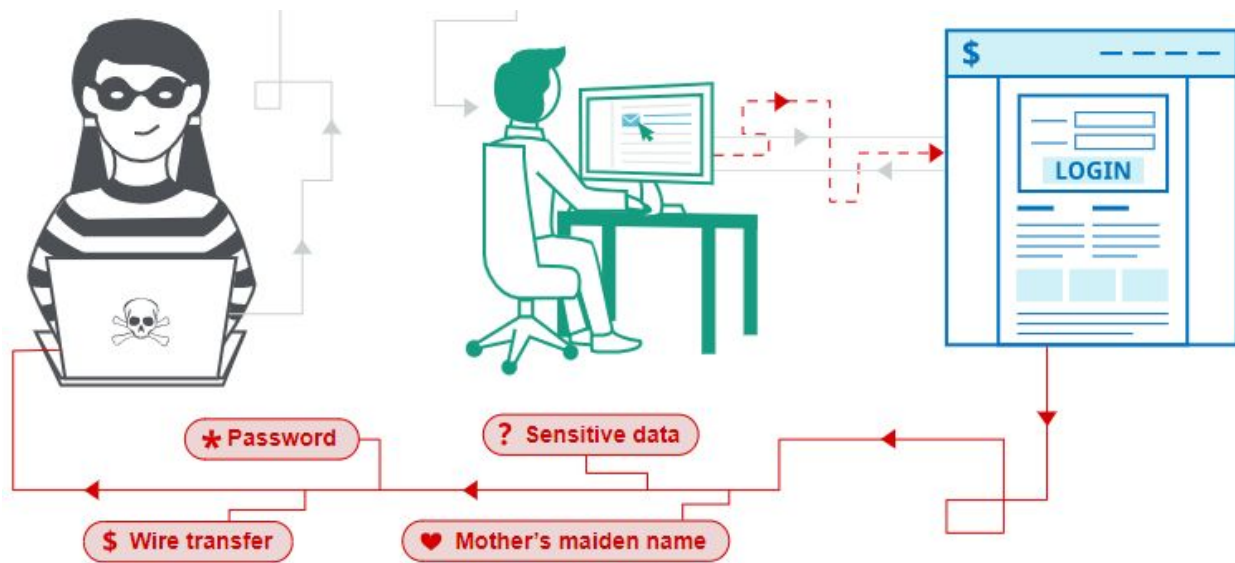 $
LOGIN
* Password
? Sensitive data
$ Wire transfer
♥ Mother's maiden name